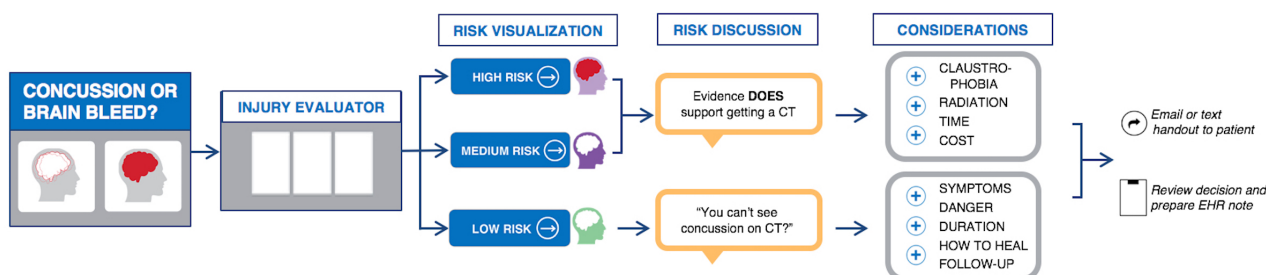 RISK VISUALIZATION
RISK DISCUSSION
CONSIDERATIONS
CONCUSSION OR
BRAIN BLEED?
INJURY EVALUATOR
HIGH RISK
MEDIUM RISK
LOW RISK
Evidence DOES
support getting a CT
"You can't see
concussion on CT?"
CLAUSTRO-
PHOBIA
RADIATION
TIME
COST
SYMPTOMS
DANGER
DURATION
HOW TO HEAL
FOLLOW-UP
Email or text
handout to patient
Review decision and
prepare EHR note